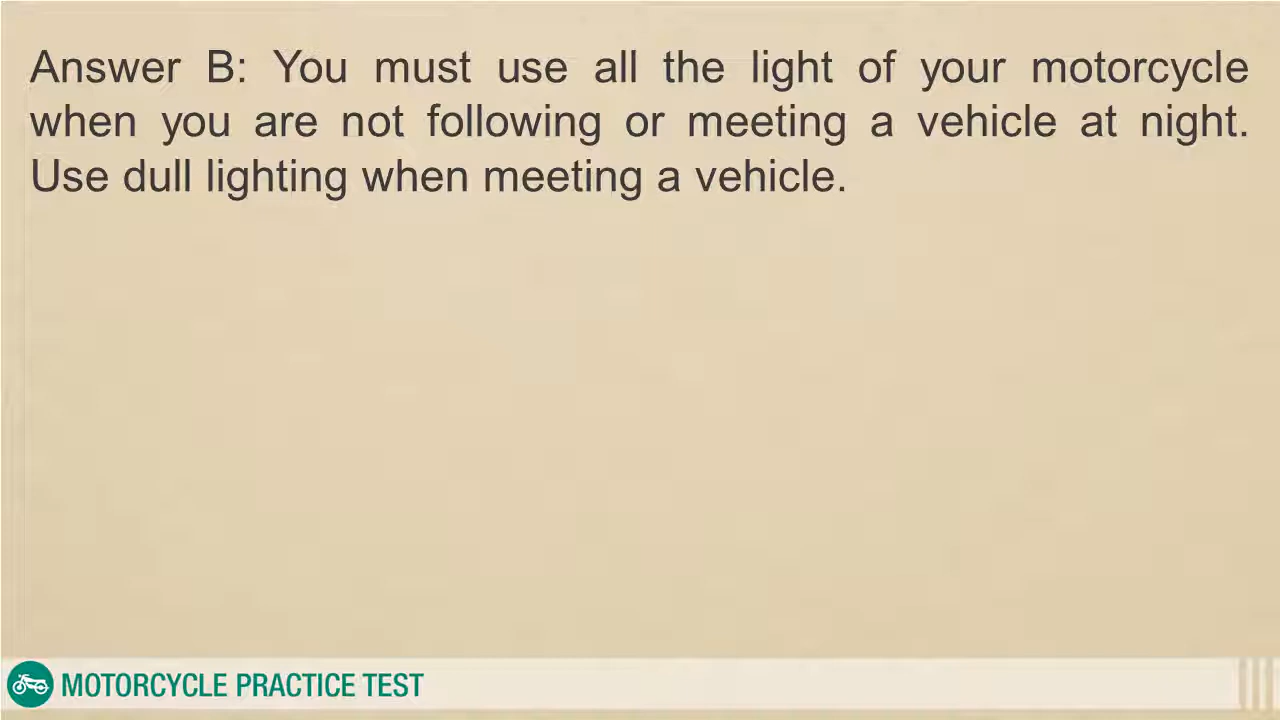 Answer B: You must use all the light of your motorcycle
when you are not following or meeting a vehicle at night.
Use dull lighting when meeting a vehicle.
MOTORCYCLE PRACTICE TEST